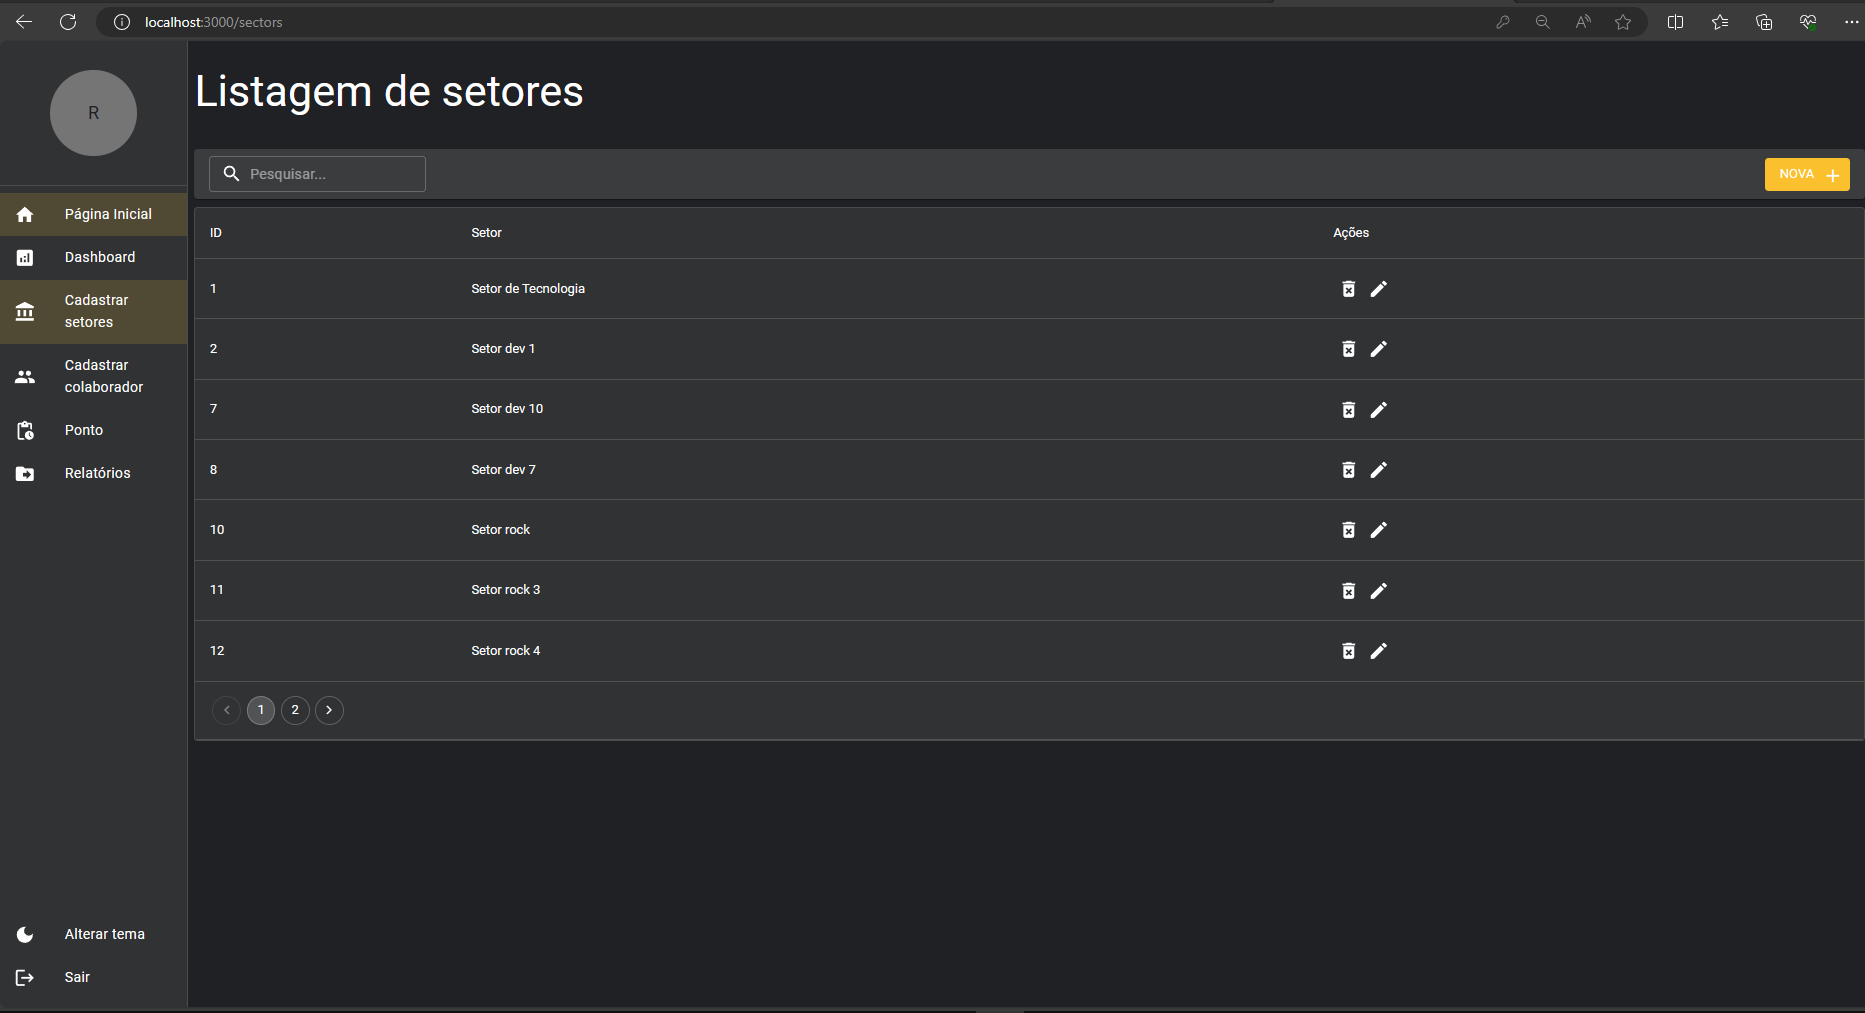 localhost:3000/sectors
R
Página Inicial
Dashboard
Cadastrar
setores
Cadastrar
colaborador
Ponto
Relatórios
Alterar tema
Sair
Listagem de setores
Pesquisar...
NOVA
ID Setor Ações
1 Setor de Tecnologia
2 Setor dev 1
7 Setor dev 10
8 Setor dev 7
10 Setor rock
11 Setor rock 3
12 Setor rock 4
1 2